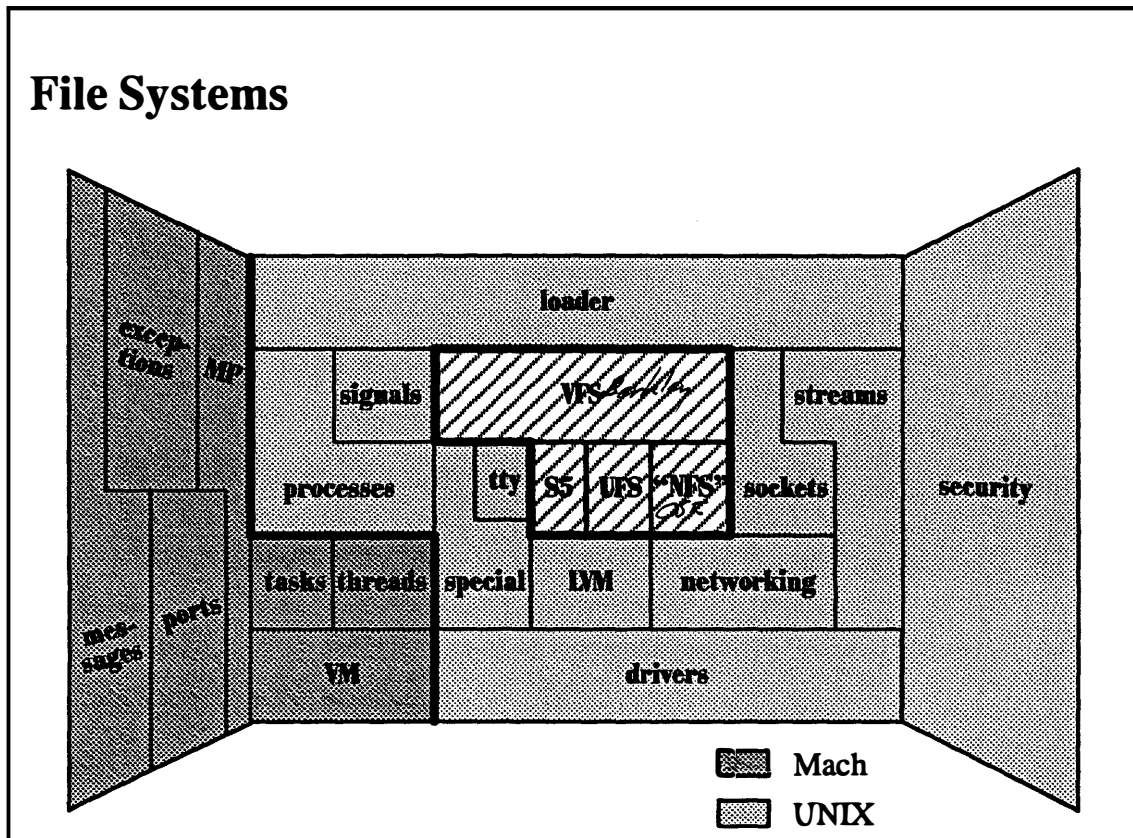 File Systems
loader
excep-
tions
MP
signals
VFS
streams
processes
tty
S5
UFS
“NFS”
sockets
security
tasks
threads
special
LVM
networking
mes-
sages
ports
VM
drivers
Mach
UNIX